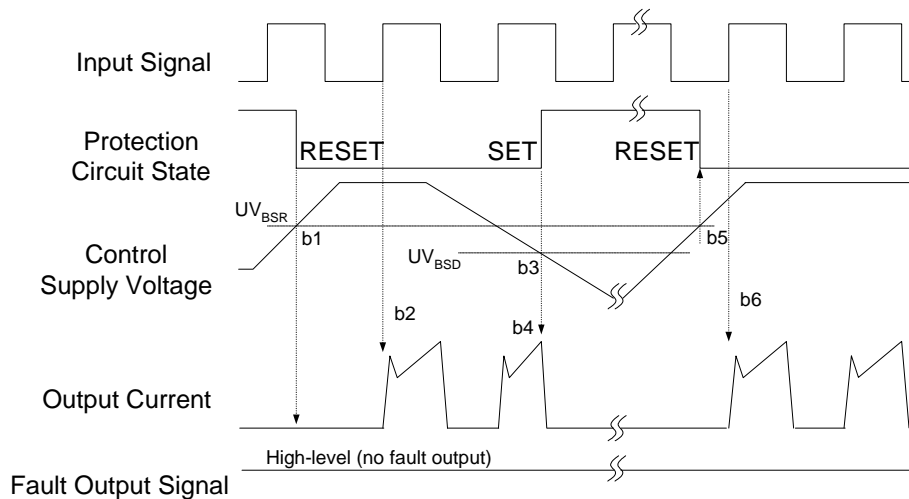 Input Signal
Protection
Circuit State
RESET
SET
RESET
UV_BSR
b1
b5
Control
Supply Voltage
UV_BSD
b3
b2
b4
b6
Output Current
High-level (no fault output)
Fault Output Signal